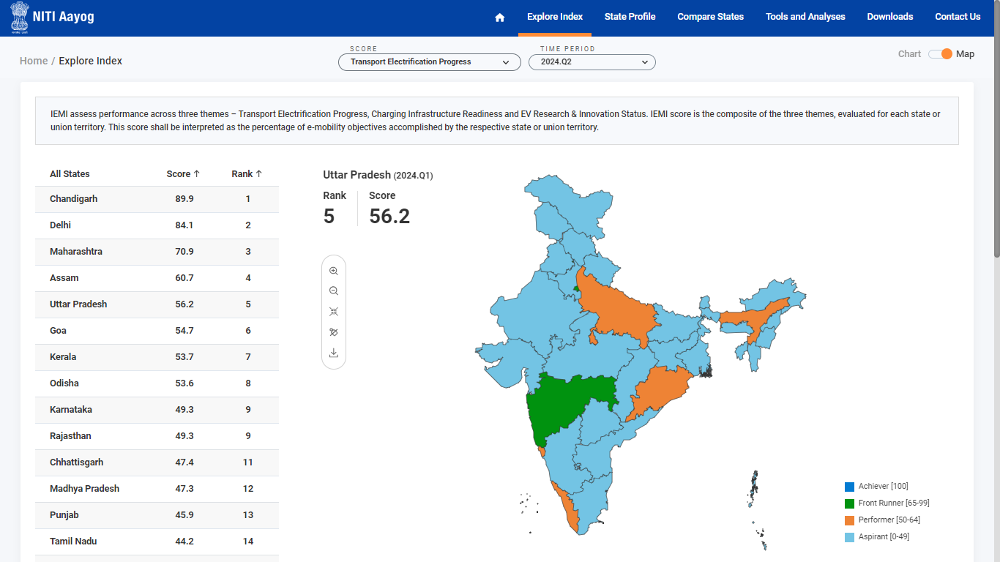 NITI Aayog
Explore Index
State Profile
Compare States
Tools and Analyses
Downloads
Contact Us
Home / Explore Index
SCORE
Transport Electrification Progress
TIME PERIOD
2024.Q2
Chart
Map
IEMI assess performance across three themes – Transport Electrification Progress, Charging Infrastructure Readiness and EV Research & Innovation Status. IEMI score is the composite of the three themes, evaluated for each state or
union territory. This score shall be interpreted as the percentage of e-mobility objectives accomplished by the respective state or union territory.
All States Score ↑ Rank ↑
Chandigarh 89.9 1
Delhi 84.1 2
Maharashtra 70.9 3
Assam 60.7 4
Uttar Pradesh 56.2 5
Goa 54.7 6
Kerala 53.7 7
Odisha 53.6 8
Karnataka 49.3 9
Rajasthan 49.3 9
Chhattisgarh 47.4 11
Madhya Pradesh 47.3 12
Punjab 45.9 13
Tamil Nadu 44.2 14
Uttar Pradesh (2024.Q1)
Rank Score
5 56.2
Achiever [100]
Front Runner [65-99]
Performer [50-64]
Aspirant [0-49]